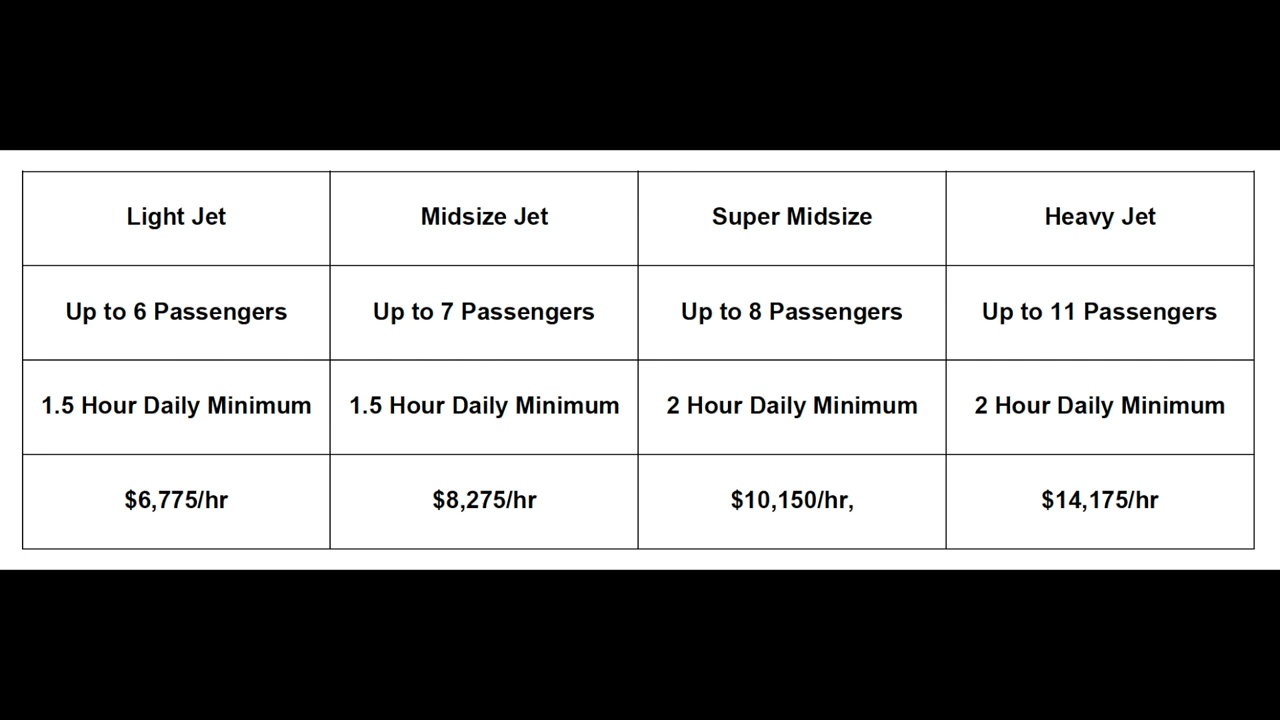 Light Jet
Midsize Jet
Super Midsize
Heavy Jet
Up to 6 Passengers
Up to 7 Passengers
Up to 8 Passengers
Up to 11 Passengers
1.5 Hour Daily Minimum
1.5 Hour Daily Minimum
2 Hour Daily Minimum
2 Hour Daily Minimum
$6,775/hr
$8,275/hr
$10,150/hr,
$14,175/hr